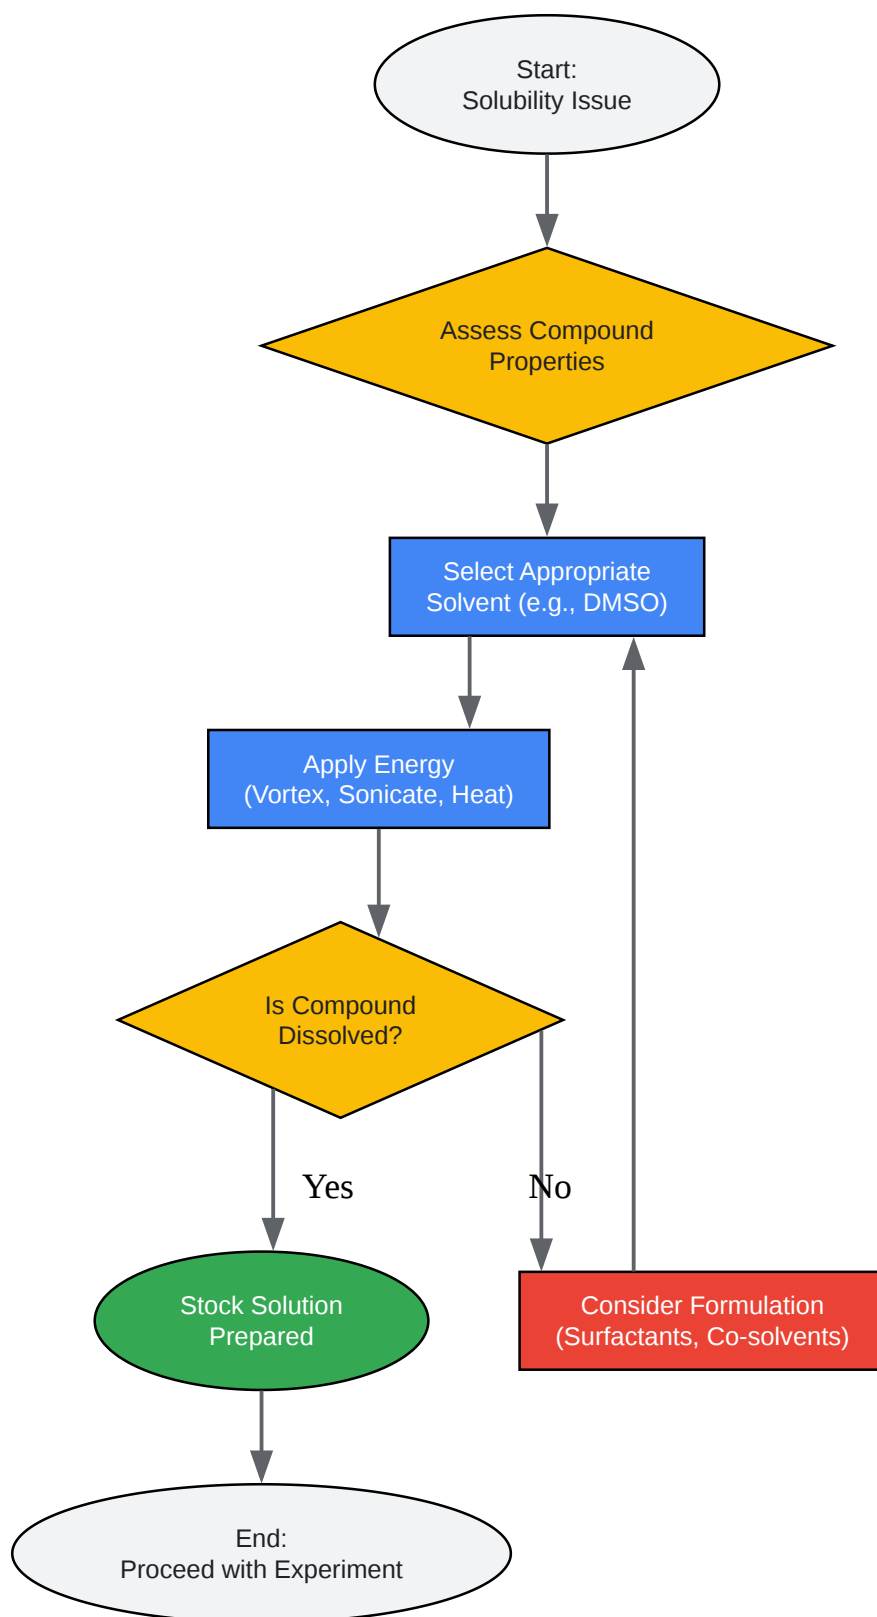 Start:
Solubility Issue
Assess Compound
Properties
Select Appropriate
Solvent (e.g., DMSO)
Apply Energy
(Vortex, Sonicate, Heat)
Is Compound
Dissolved?
Yes
No
Stock Solution
Prepared
Consider Formulation
(Surfactants, Co-solvents)
End:
Proceed with Experiment